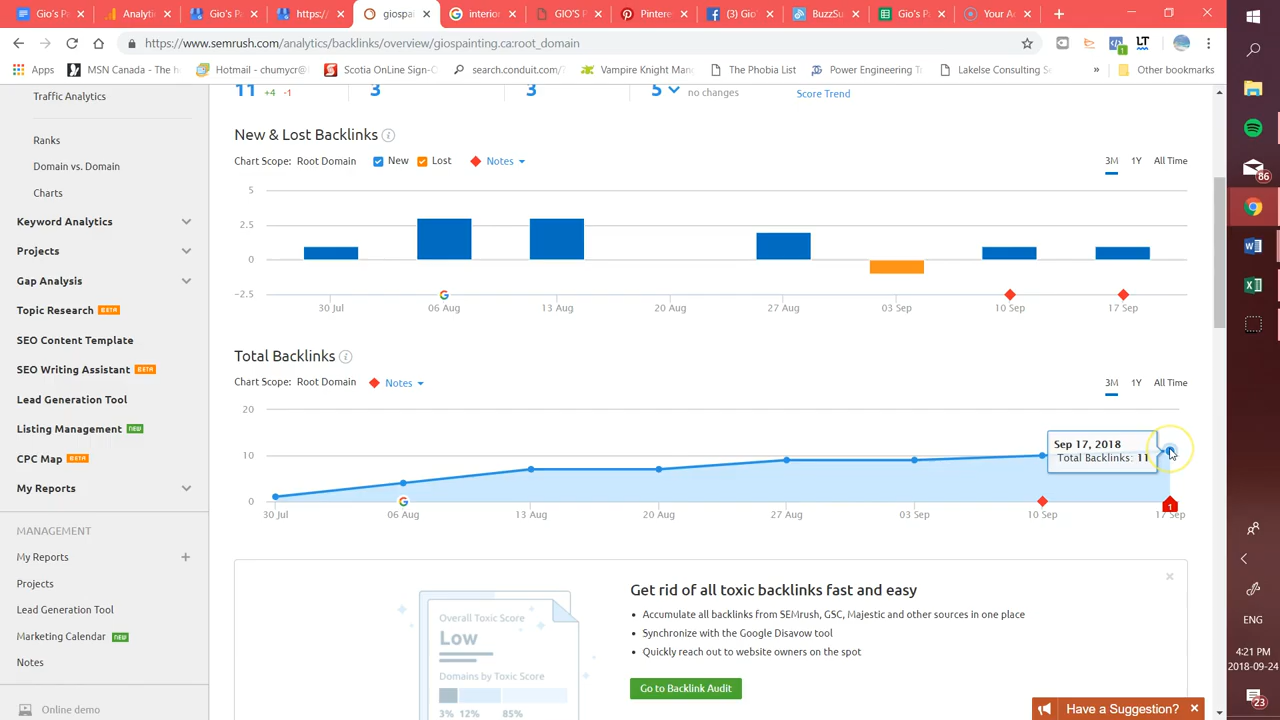 Gio's P
Analytic
Gio's Pa
https:/
giospain
interior
GIO'S P
Pinteres
(3) Gio'
BuzzSu
Gio's Pa
Your A
https://www.semrush.com/analytics/backlinks/overview/giospainting.ca:root_domain
Apps
MSN Canada - The h
Hotmail - chumycr@
Scotia OnLine Sign-O
search.conduit.com/?
Vampire Knight Man
The Phobia List
Power Engineering Tr
Lakelse Consulting Se
»
Other bookmarks
Traffic Analytics
Ranks
Domain vs. Domain
Charts
Keyword Analytics
Projects
Gap Analysis
Topic Research BETA
SEO Content Template
SEO Writing Assistant BETA
Lead Generation Tool
Listing Management NEW
CPC Map BETA
My Reports
MANAGEMENT
My Reports +
Projects
Lead Generation Tool
Marketing Calendar NEW
Notes
Online demo
11 +4 -1
3
3
5 no changes
Score Trend
New & Lost Backlinks
Chart Scope: Root Domain New Lost Notes
3M 1Y All Time
5
2.5
0
−2.5
30 Jul 06 Aug 13 Aug 20 Aug 27 Aug 03 Sep 10 Sep 17 Sep
Total Backlinks
Chart Scope: Root Domain Notes
3M 1Y All Time
20
10
0
Sep 17, 2018
Total Backlinks: 11
1
30 Jul 06 Aug 13 Aug 20 Aug 27 Aug 03 Sep 10 Sep 17 Sep
Overall Toxic Score
Low
Domains by Toxic Score
3% 12% 85%
Get rid of all toxic backlinks fast and easy
Accumulate all backlinks from SEMrush, GSC, Majestic and other sources in one place
Synchronize with the Google Disavow tool
Quickly reach out to website owners on the spot
Go to Backlink Audit
Have a Suggestion?
86
ENG
4:21 PM
2018-09-24
23